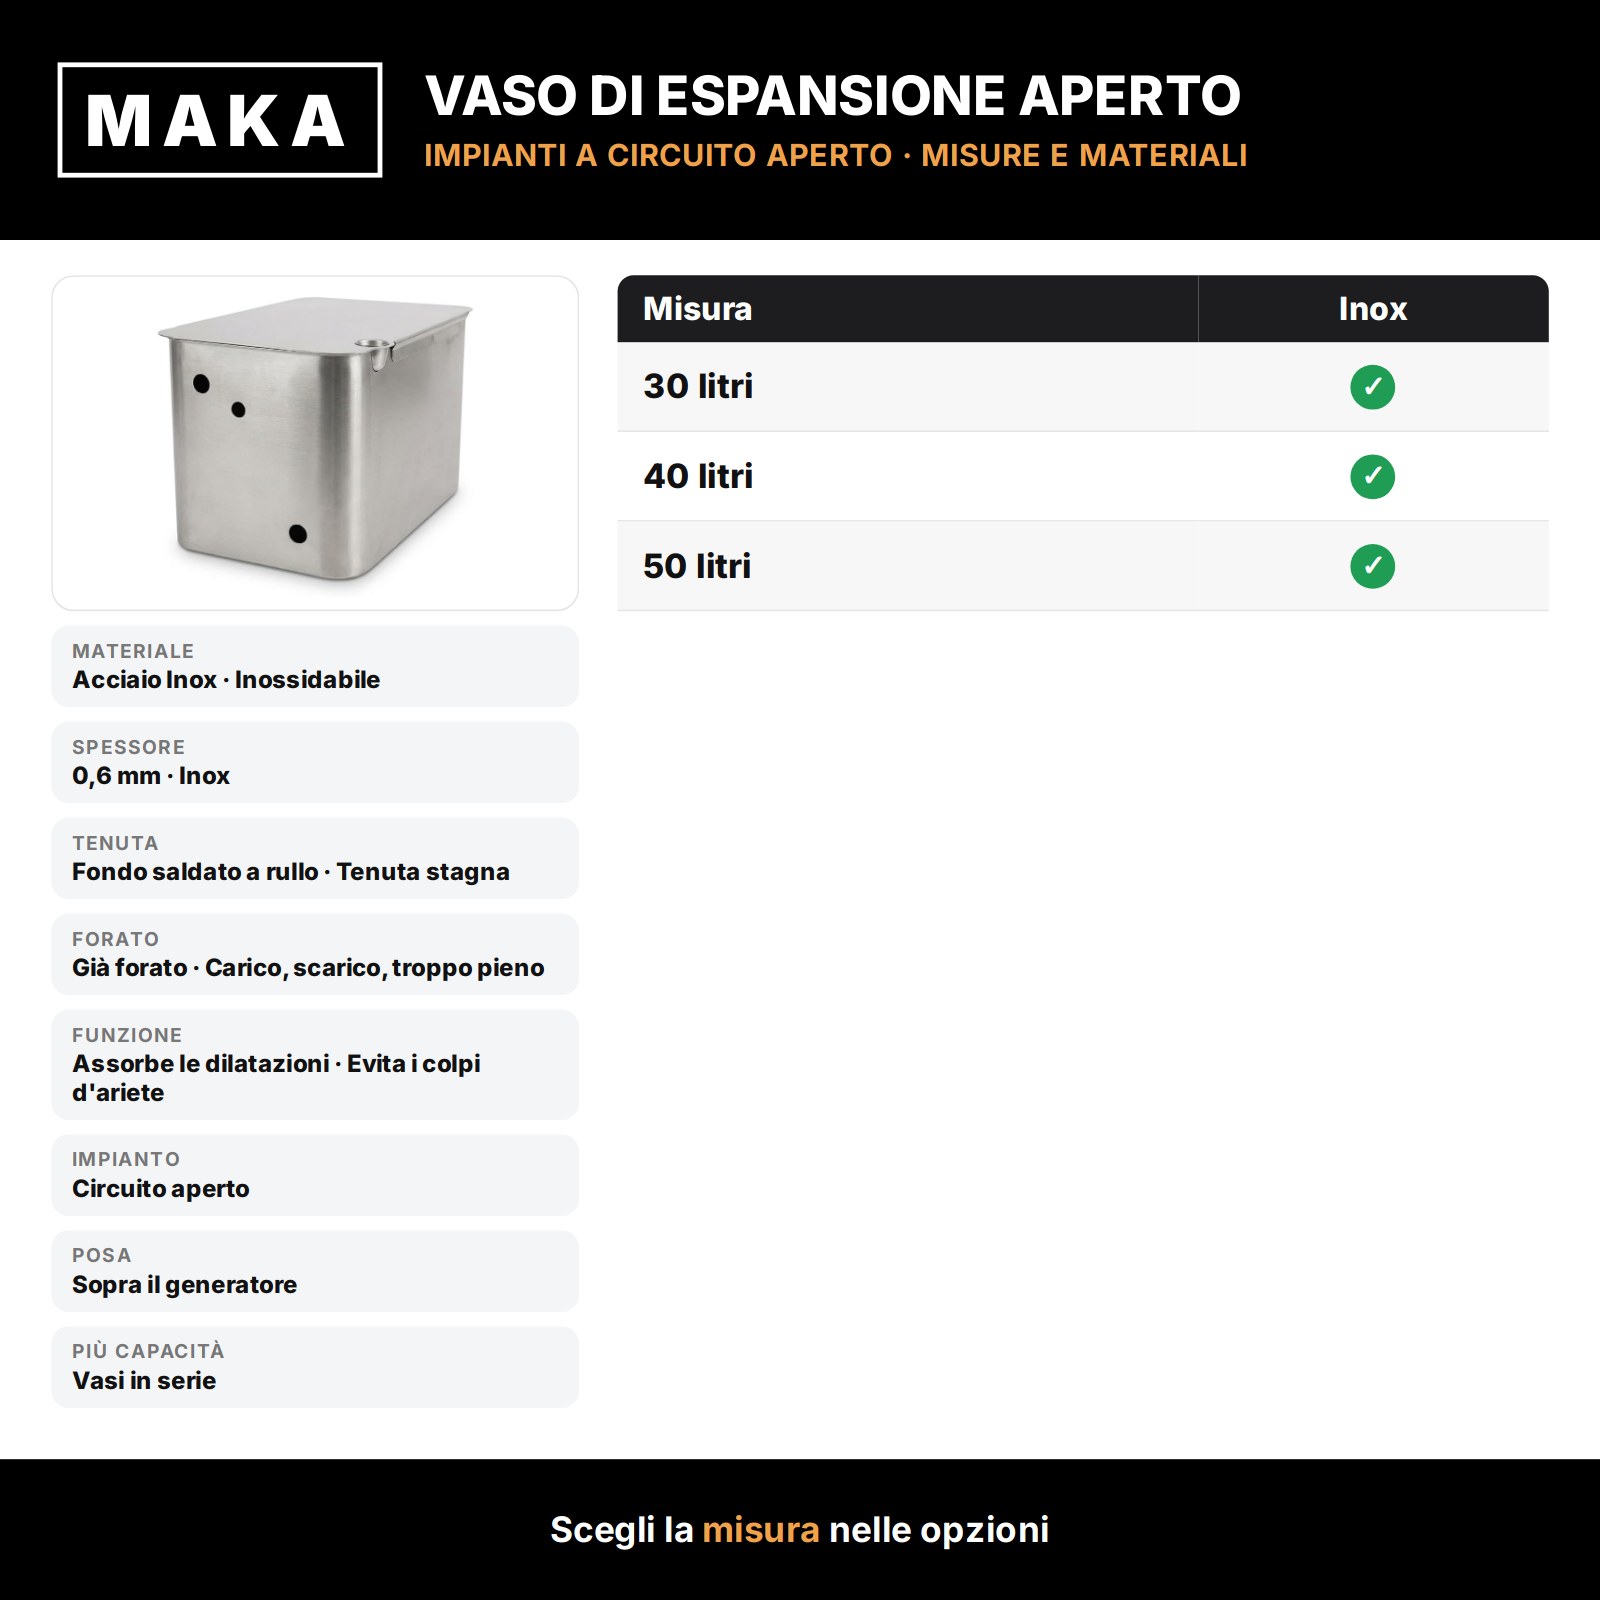 MAKA
VASO DI ESPANSIONE APERTO
IMPIANTI A CIRCUITO APERTO · MISURE E MATERIALI
Misura Inox
30 litri ✓
40 litri ✓
50 litri ✓
MATERIALE
Acciaio Inox · Inossidabile
SPESSORE
0,6 mm · Inox
TENUTA
Fondo saldato a rullo · Tenuta stagna
FORATO
Già forato · Carico, scarico, troppo pieno
FUNZIONE
Assorbe le dilatazioni · Evita i colpi
d'ariete
IMPIANTO
Circuito aperto
POSA
Sopra il generatore
PIÙ CAPACITÀ
Vasi in serie
Scegli la misura nelle opzioni